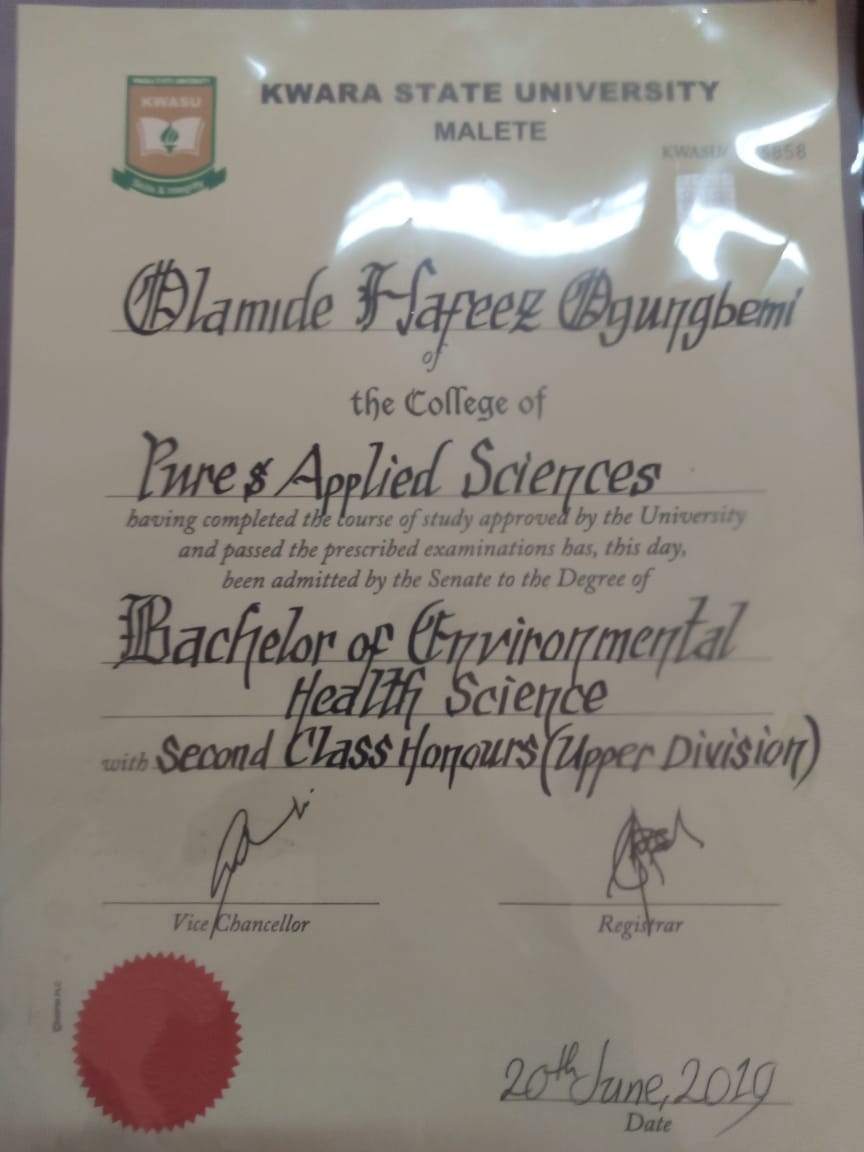 KWASU
Skills & Integrity
KWARA STATE UNIVERSITY
MALETE
KWASU/ 5858
Olamide Hafeez Ogungbemi
of
the College of
Pure & Applied Sciences
having completed the course of study approved by the University
and passed the prescribed examinations has, this day,
been admitted by the Senate to the Degree of
Bachelor of Environmental
Health Science
with Second Class Honours (Upper Division)
Vice Chancellor
Registrar
20th June, 2019
Date